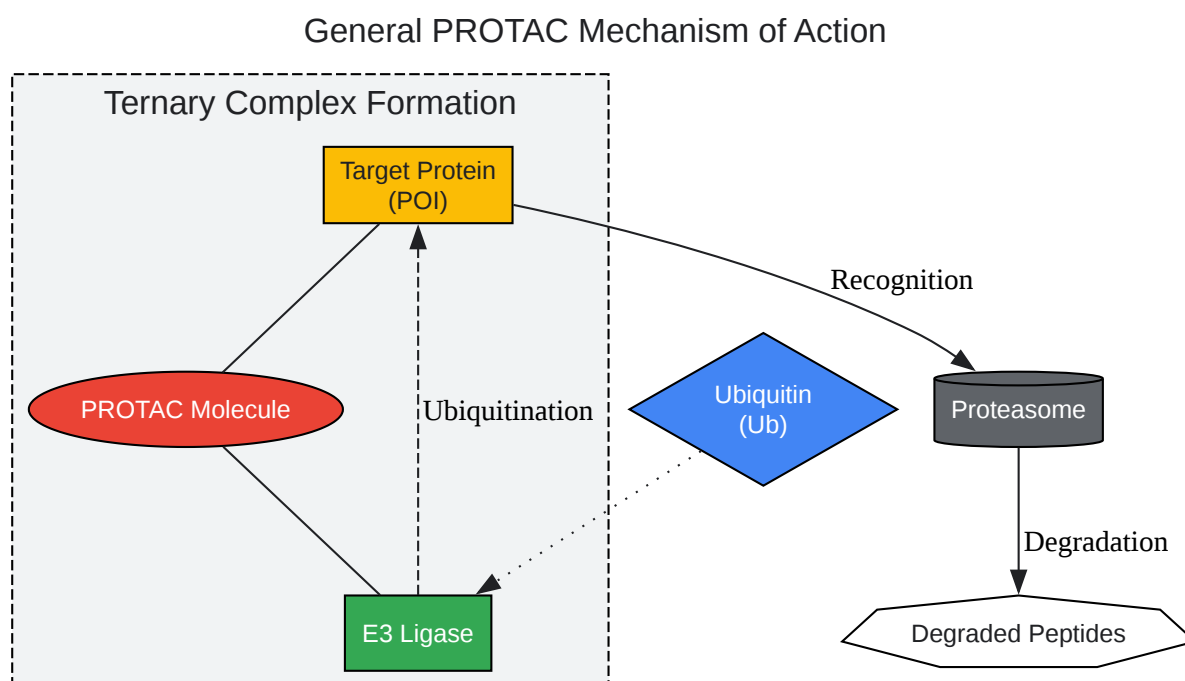 General PROTAC Mechanism of Action
Ternary Complex Formation
Target Protein
(POI)
Recognition
PROTAC Molecule
Ubiquitination
Ubiquitin
(Ub)
Proteasome
Degradation
E3 Ligase
Degraded Peptides